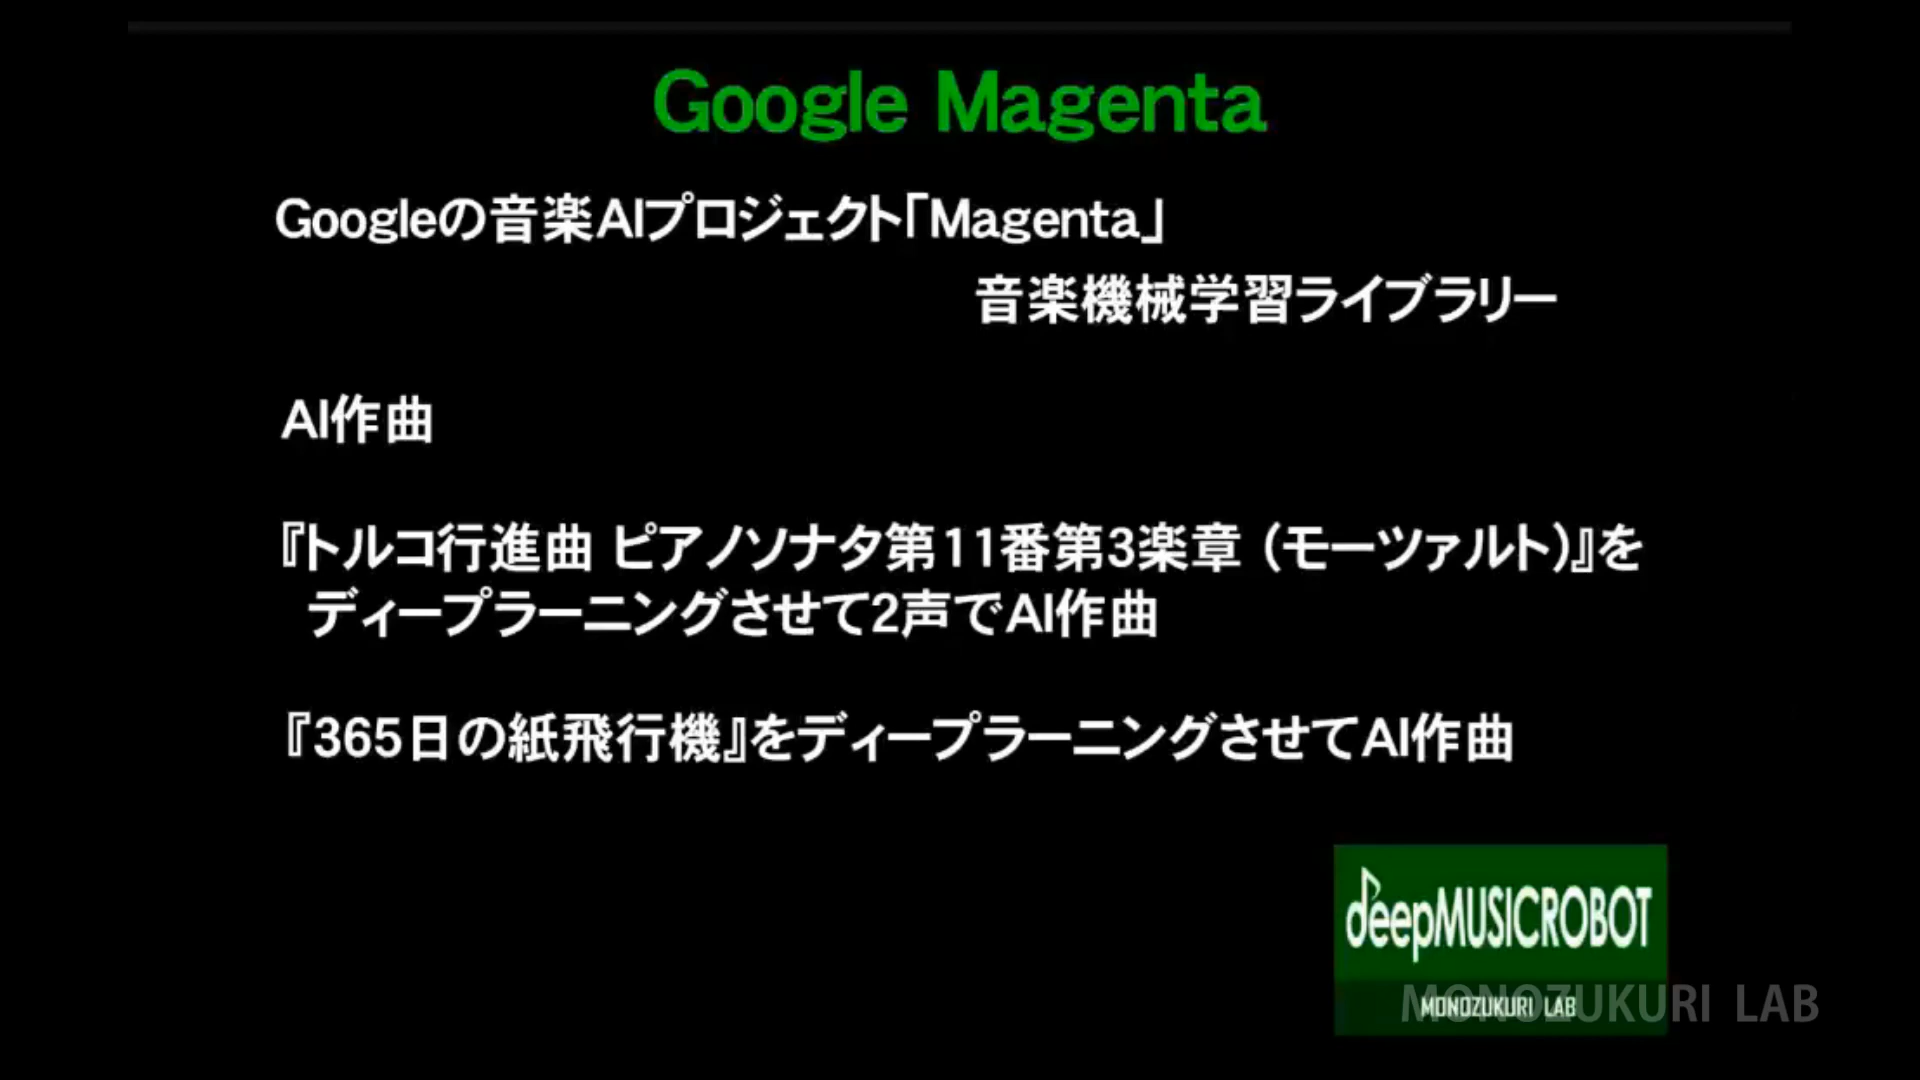 Google Magenta
Googleの音楽AIプロジェクト「Magenta」
音楽機械学習ライブラリー
AI作曲
『トルコ行進曲 ピアノソナタ第11番第3楽章 (モーツァルト)』を
ディープラーニングさせて2声でAI作曲
『365日の紙飛行機』をディープラーニングさせてAI作曲
deepMUSICROBOT
MONOZUKURI LAB
MONOZUKURI LAB